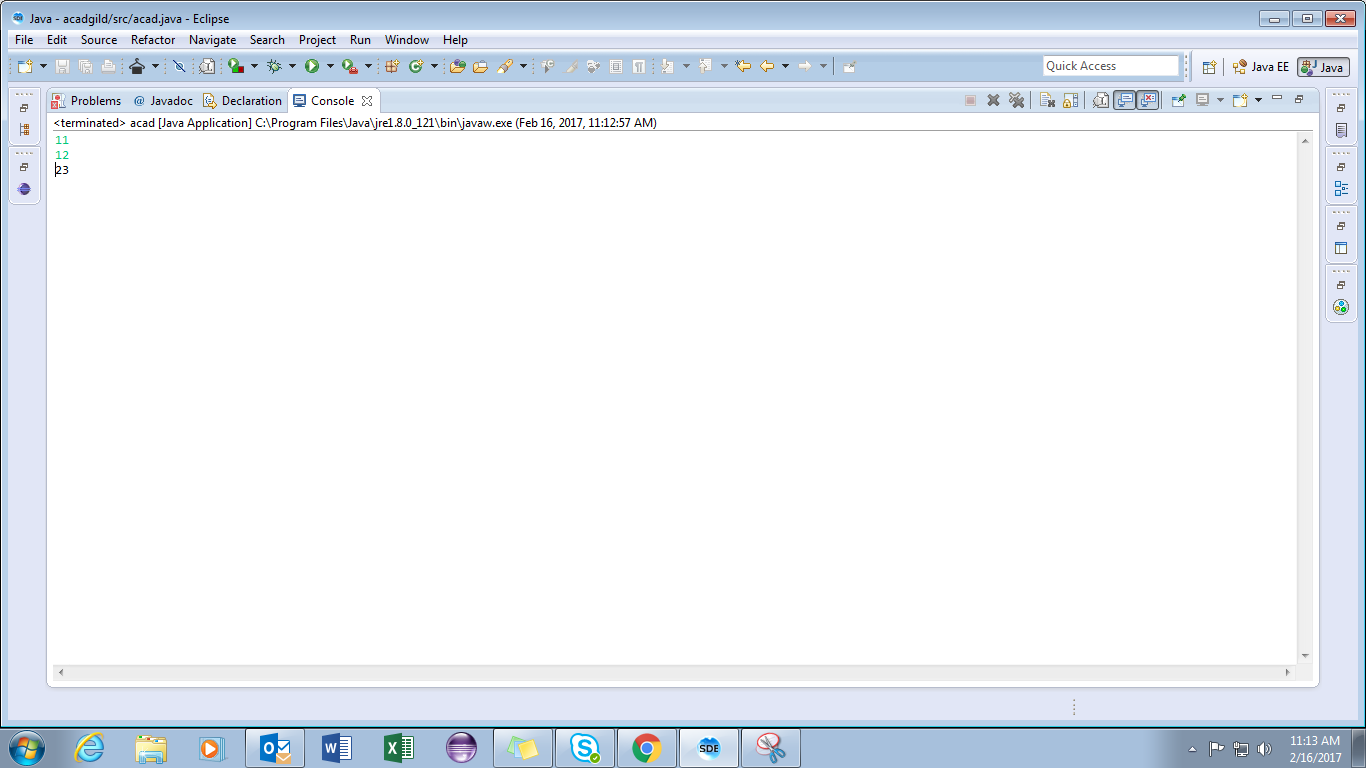 Java - acadgild/src/acad.java - Eclipse
File Edit Source Refactor Navigate Search Project Run Window Help
Quick Access
Java EE
Java
Problems @ Javadoc Declaration Console
<terminated> acad [Java Application] C:\Program Files\Java\jre1.8.0_121\bin\javaw.exe (Feb 16, 2017, 11:12:57 AM)
11
12
23
SDE
11:13 AM
2/16/2017